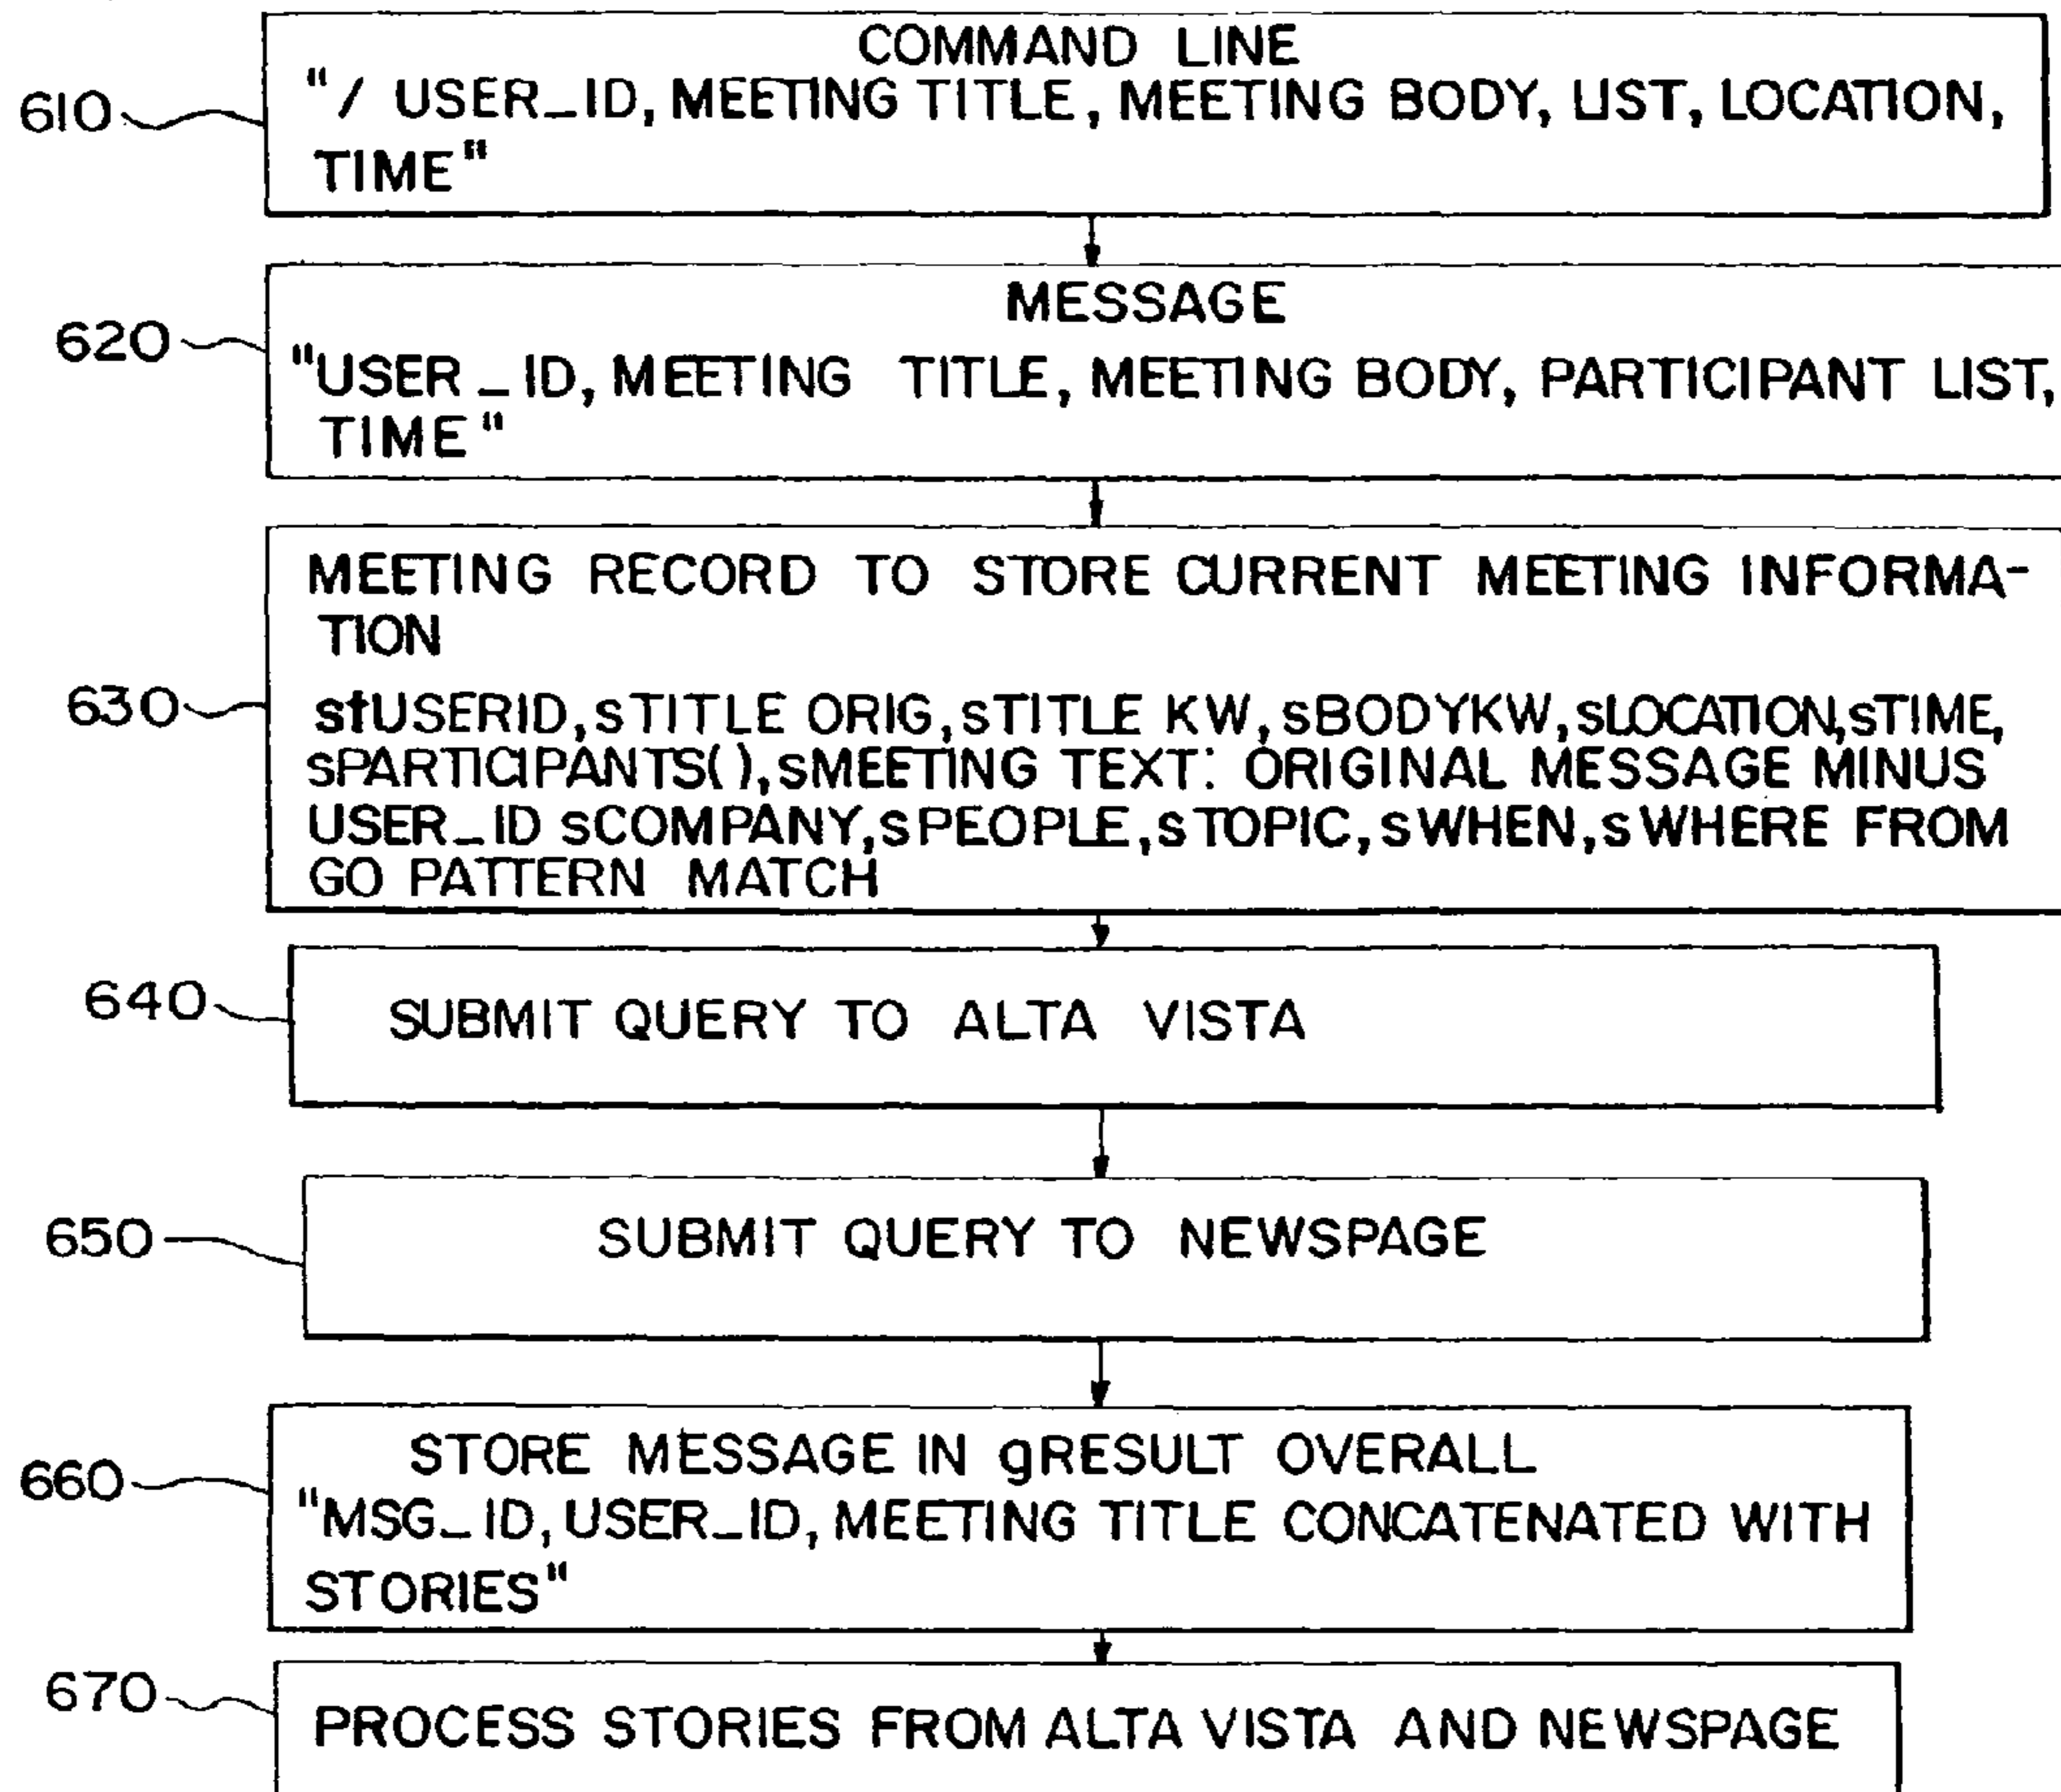 COMMAND LINE
610
"/ USER_ID, MEETING TITLE, MEETING BODY, LIST, LOCATION,
TIME"
MESSAGE
620
"USER_ID, MEETING TITLE, MEETING BODY, PARTICIPANT LIST,
TIME"
MEETING RECORD TO STORE CURRENT MEETING INFORMA-
TION
630
stUSERID, sTITLE ORIG, sTITLE KW, sBODYKW, sLOCATION, sTIME,
sPARTICIPANTS(), sMEETING TEXT: ORIGINAL MESSAGE MINUS
USER_ID sCOMPANY, sPEOPLE, sTOPIC, sWHEN, sWHERE FROM
GO PATTERN MATCH
640
SUBMIT QUERY TO ALTA VISTA
650
SUBMIT QUERY TO NEWSPAGE
660
STORE MESSAGE IN gRESULT OVERALL
"MSG_ID, USER_ID, MEETING TITLE CONCATENATED WITH
STORIES"
670
PROCESS STORIES FROM ALTA VISTA AND NEWSPAGE